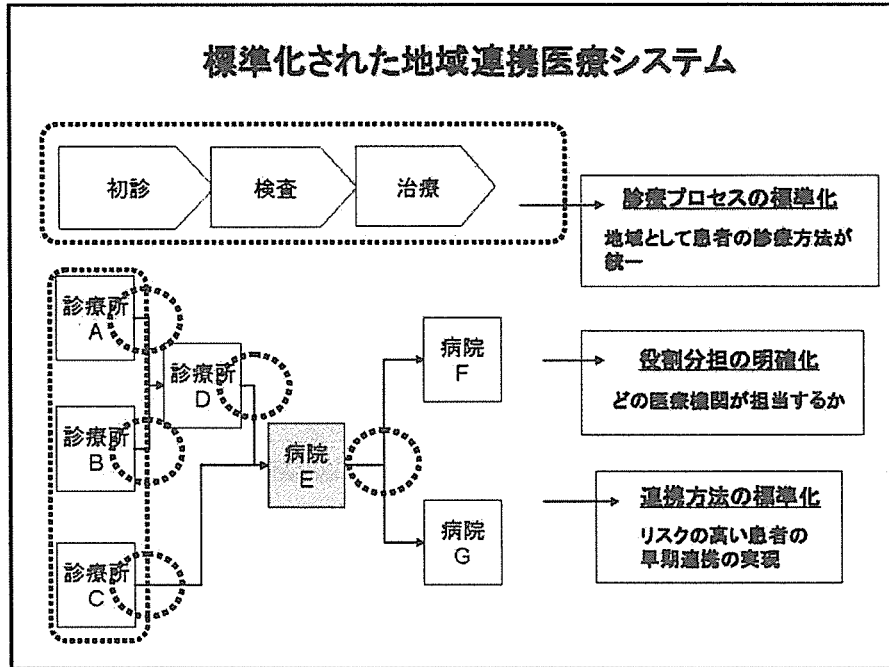 標準化された地域連携医療システム
初診
検査
治療
診療プロセスの標準化
地域として患者の診療方法が
統一
診療所
A
診療所
D
診療所
B
診療所
C
病院
E
病院
F
病院
G
役割分担の明確化
どの医療機関が担当するか
連携方法の標準化
リスクの高い患者の
早期連携の実現